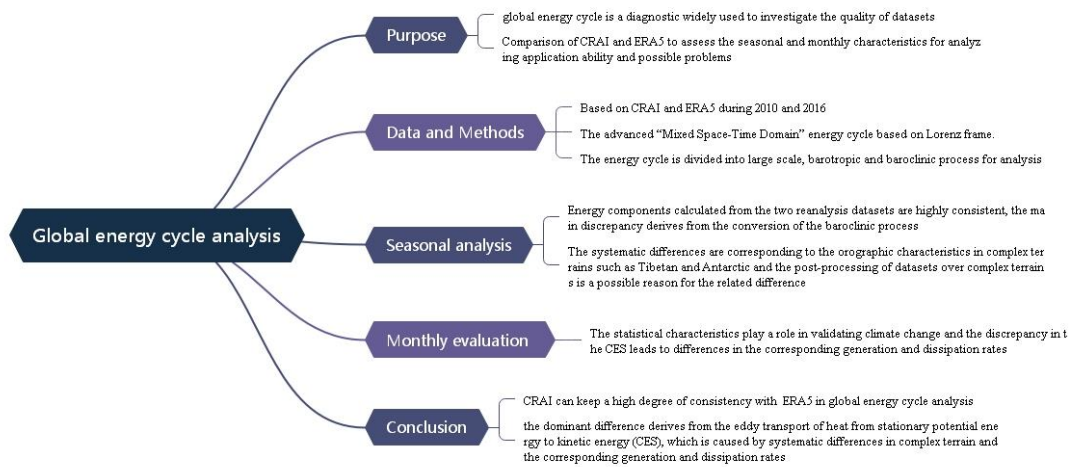 Global energy cycle analysis
Purpose
global energy cycle is a diagnostic widely used to investigate the quality of datasets
Comparison of CRAI and ERA5 to assess the seasonal and monthly characteristics for analyz
ing application ability and possible problems
Data and Methods
Based on CRAI and ERA5 during 2010 and 2016
The advanced “Mixed Space-Time Domain” energy cycle based on Lorenz frame.
The energy cycle is divided into large scale, barotropic and baroclinic process for analysis
Seasonal analysis
Energy components calculated from the two reanalysis datasets are highly consistent, the ma
in discrepancy derives from the conversion of the baroclinic process
The systematic differences are corresponding to the orographic characteristics in complex ter
rains such as Tibetan and Antarctic and the post-processing of datasets over complex terrain
s is a possible reason for the related difference
Monthly evaluation
The statistical characteristics play a role in validating climate change and the discrepancy in t
he CES leads to differences in the corresponding generation and dissipation rates
Conclusion
CRAI can keep a high degree of consistency with ERA5 in global energy cycle analysis
the dominant difference derives from the eddy transport of heat from stationary potential ene
rgy to kinetic energy (CES), which is caused by systematic differences in complex terrain and
the corresponding generation and dissipation rates